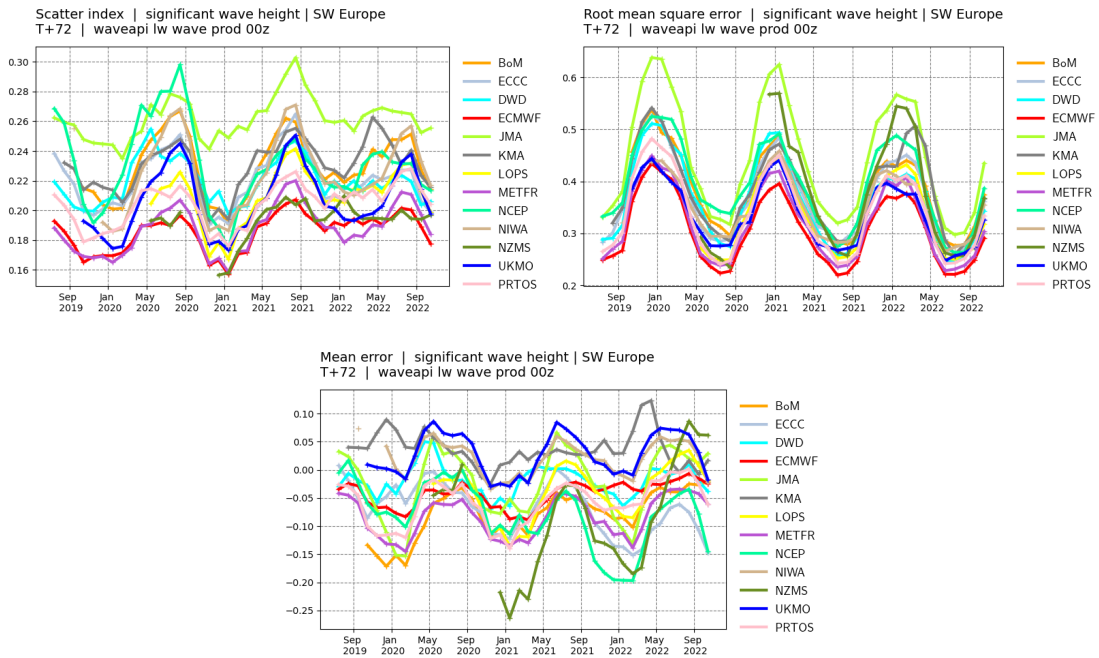 Scatter index | significant wave height | SW Europe
T+72 | waveapi lw wave prod 00z
0.30
0.28
0.26
0.24
0.22
0.20
0.18
0.16
Sep Jan May Sep Jan May Sep Jan May Sep
2019 2020 2020 2020 2021 2021 2021 2022 2022 2022
BoM
ECCC
DWD
ECMWF
JMA
KMA
LOPS
METFR
NCEP
NIWA
NZMS
UKMO
PRTOS
Root mean square error | significant wave height | SW Europe
T+72 | waveapi lw wave prod 00z
0.6
0.5
0.4
0.3
0.2
Sep Jan May Sep Jan May Sep Jan May Sep
2019 2020 2020 2020 2021 2021 2021 2022 2022 2022
BoM
ECCC
DWD
ECMWF
JMA
KMA
LOPS
METFR
NCEP
NIWA
NZMS
UKMO
PRTOS
Mean error | significant wave height | SW Europe
T+72 | waveapi lw wave prod 00z
0.10
0.05
0.00
−0.05
−0.10
−0.15
−0.20
−0.25
Sep Jan May Sep Jan May Sep Jan May Sep
2019 2020 2020 2020 2021 2021 2021 2022 2022 2022
BoM
ECCC
DWD
ECMWF
JMA
KMA
LOPS
METFR
NCEP
NIWA
NZMS
UKMO
PRTOS